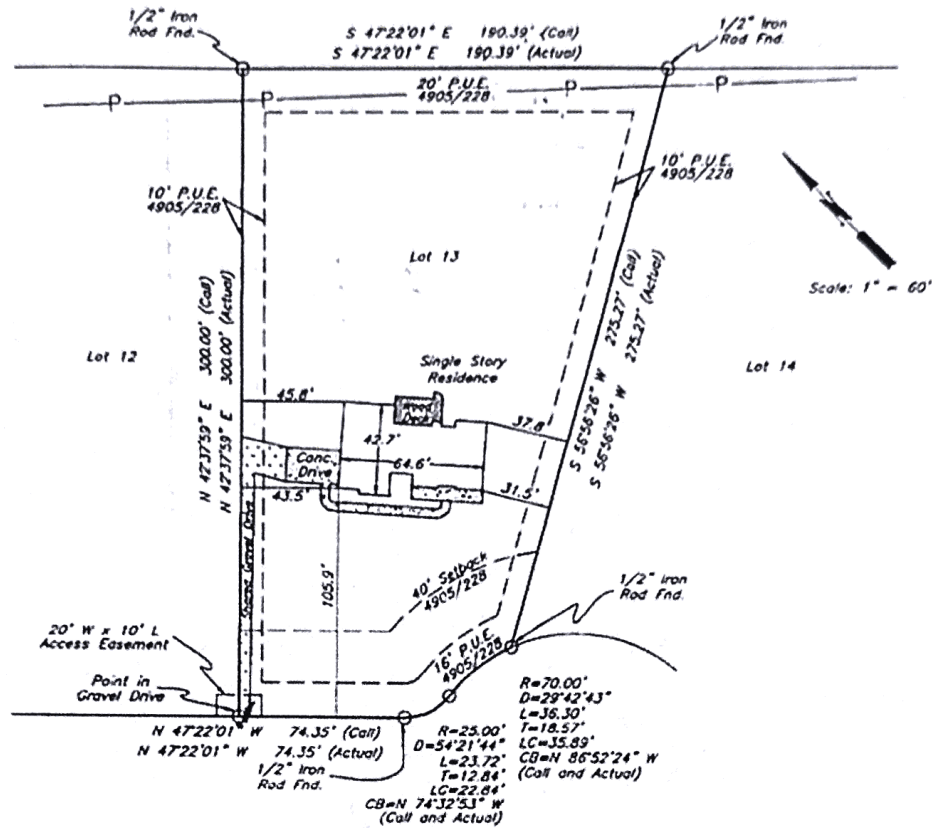 1/2" Iron
Rod Fnd.
S 47°22'01" E 190.39' (Call)
S 47°22'01" E 190.39' (Actual)
1/2" Iron
Rod Fnd.
20' P.U.E.
4905/228
P
P
P
P
10' P.U.E.
4905/228
10' P.U.E.
4905/228
Lot 13
Scale: 1" = 60'
N 42°37'59" E 300.00' (Call)
N 42°37'59" E 300.00' (Actual)
S 56°56'26" W 275.27' (Call)
S 56°56'26" W 275.27' (Actual)
Lot 12
Lot 14
Single Story
Residence
45.8'
Wood
Deck
37.8'
42.7'
Conc.
Drive
64.6'
43.5'
31.5'
Gravel Drive
105.9'
40' Setback
4905/228
1/2" Iron
Rod Fnd.
20' W x 10' L
Access Easement
16' P.U.E.
4905/228
Point in
Gravel Drive
N 47°22'01" W 74.35' (Call)
N 47°22'01" W 74.35' (Actual)
1/2" Iron
Rod Fnd.
R=25.00'
D=54°21'44"
L=23.72'
T=12.84'
LC=22.84'
CB=N 74°32'53" W
(Call and Actual)
R=70.00'
D=29°42'43"
L=36.30'
T=18.57'
LC=35.89'
CB=N 86°52'24" W
(Call and Actual)